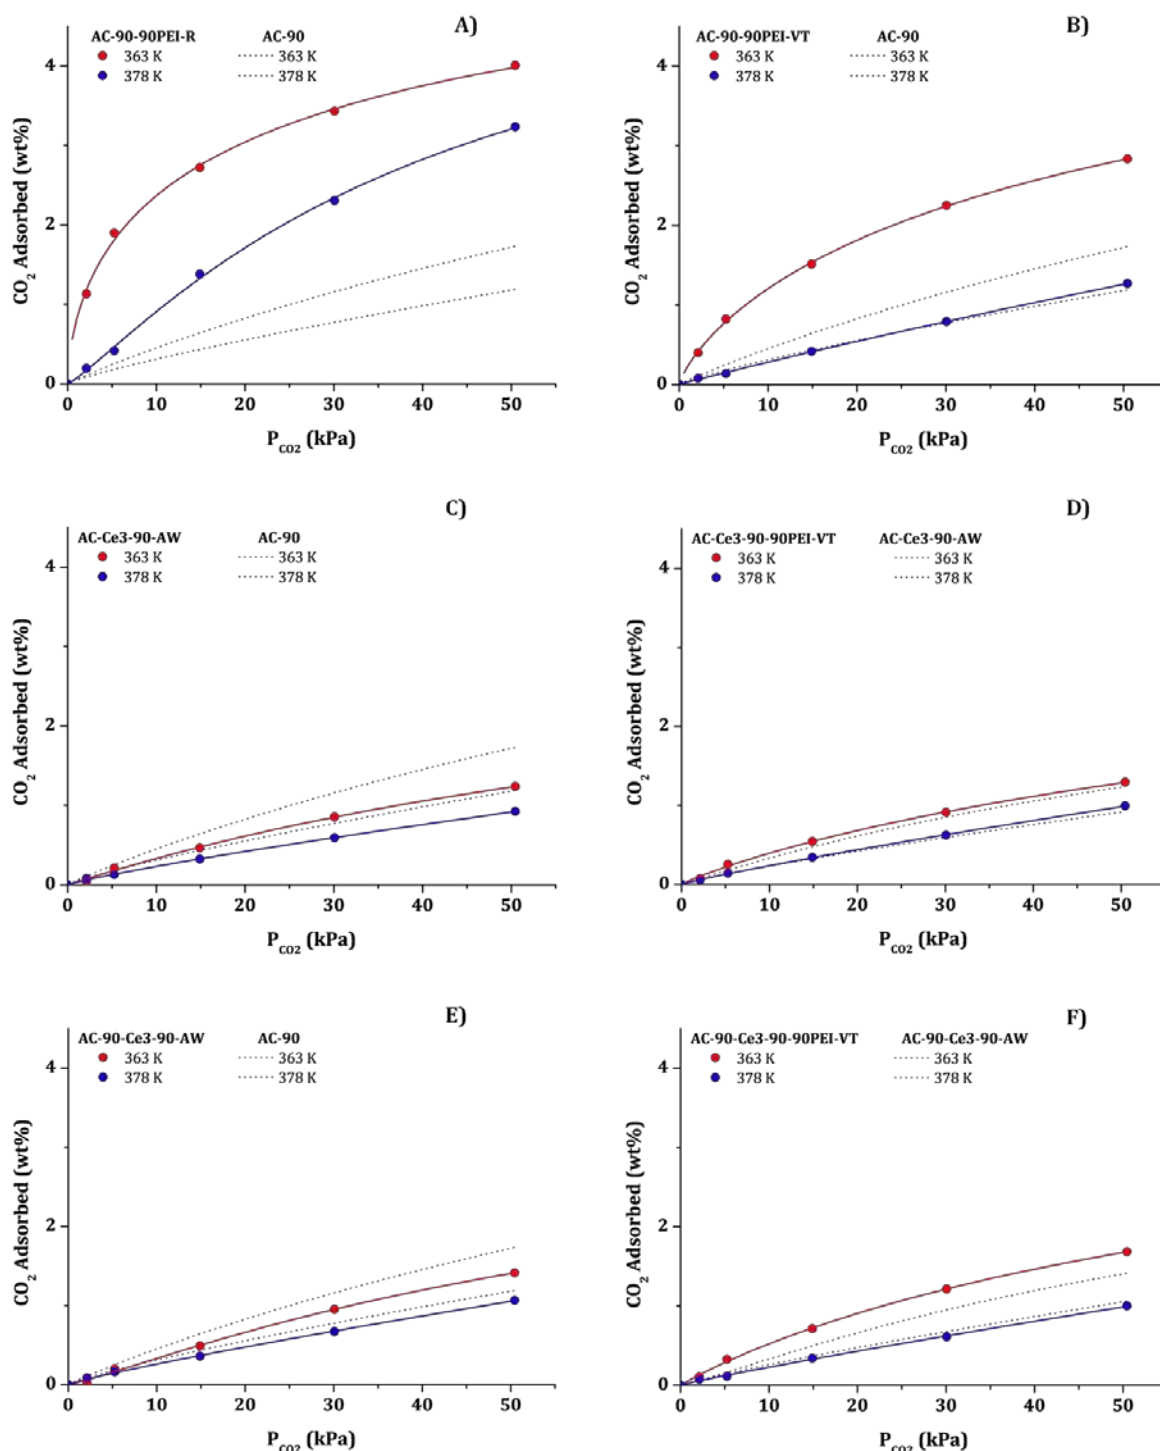 A)
AC-90-90PEI-R AC-90
363 K 363 K
378 K 378 K
CO2 Adsorbed (wt%)
4
2
0
0 10 20 30 40 50
PCO2 (kPa)
B)
AC-90-90PEI-VT AC-90
363 K 363 K
378 K 378 K
CO2 Adsorbed (wt%)
4
2
0
0 10 20 30 40 50
PCO2 (kPa)
C)
AC-Ce3-90-AW AC-90
363 K 363 K
378 K 378 K
CO2 Adsorbed (wt%)
4
2
0
0 10 20 30 40 50
PCO2 (kPa)
D)
AC-Ce3-90-90PEI-VT AC-Ce3-90-AW
363 K 363 K
378 K 378 K
CO2 Adsorbed (wt%)
4
2
0
0 10 20 30 40 50
PCO2 (kPa)
E)
AC-90-Ce3-90-AW AC-90
363 K 363 K
378 K 378 K
CO2 Adsorbed (wt%)
4
2
0
0 10 20 30 40 50
PCO2 (kPa)
F)
AC-90-Ce3-90-90PEI-VT AC-90-Ce3-90-AW
363 K 363 K
378 K 378 K
CO2 Adsorbed (wt%)
4
2
0
0 10 20 30 40 50
PCO2 (kPa)